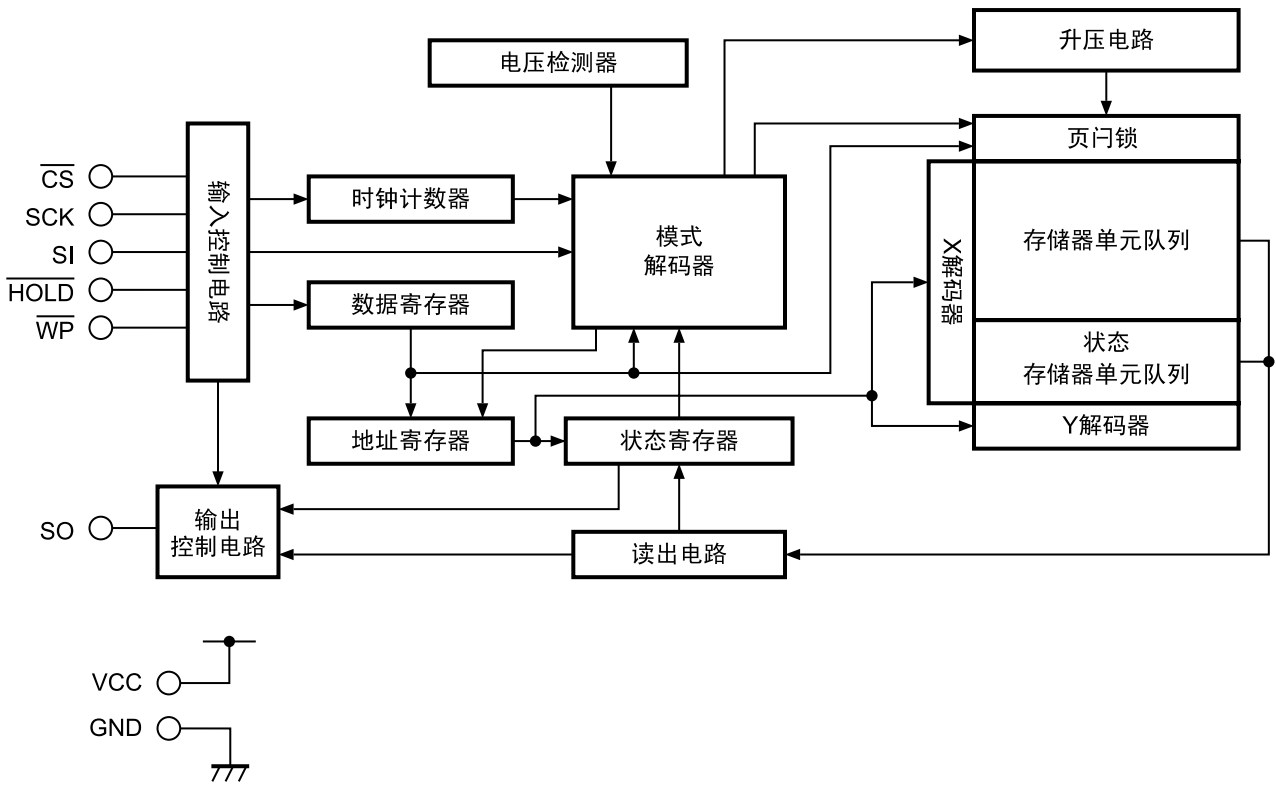 升压电路
电压检测器
页闩锁
CS
SCK
SI
HOLD
WP
输入控制电路
时钟计数器
数据寄存器
模式
解码器
X解码器
存储器单元队列
状态
存储器单元队列
Y解码器
地址寄存器
状态寄存器
SO
输出
控制电路
读出电路
VCC
GND